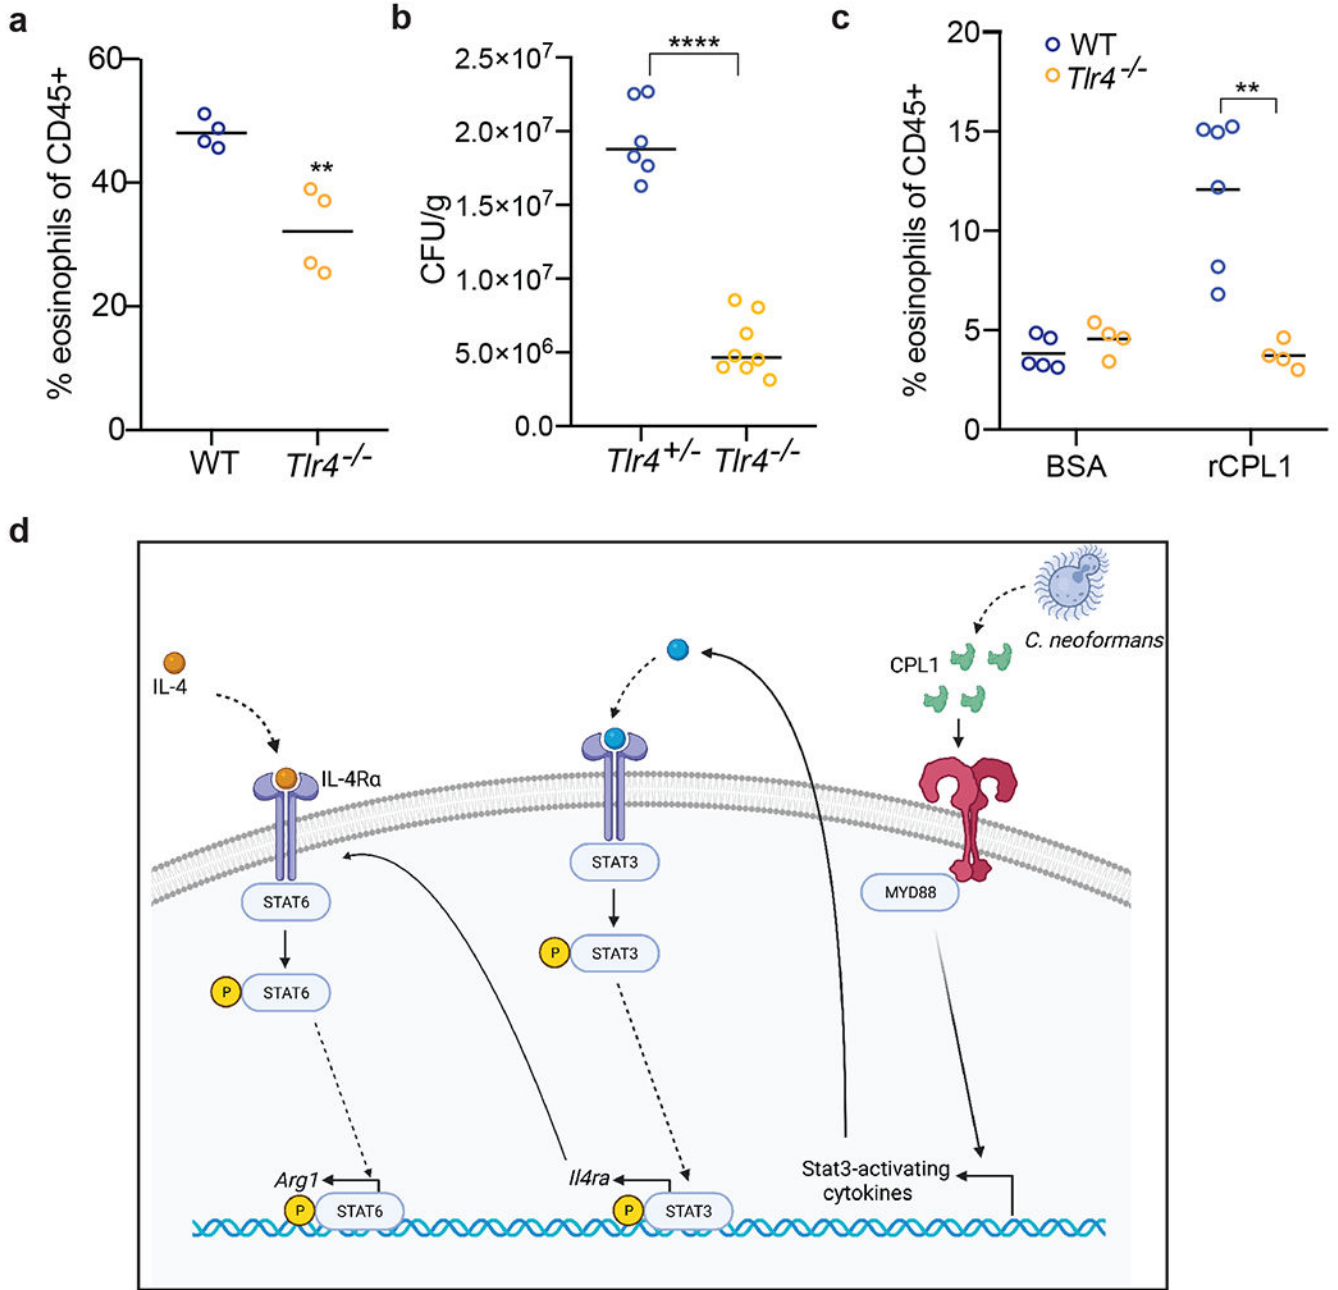 a
% eosinophils of CD45+
60
40
20
0
**
WT
Tlr4-/-
b
CFU/g
2.5×10⁷
2.0×10⁷
1.5×10⁷
1.0×10⁷
5.0×10⁶
0.0
****
Tlr4+/-
Tlr4-/-
c
% eosinophils of CD45+
20
15
10
5
0
WT
Tlr4-/-
**
BSA
rCPL1
d
C. neoformans
CPL1
IL-4
IL-4Rα
STAT3
MYD88
STAT6
P
STAT3
P
STAT6
Stat3-activating
cytokines
Arg1
Il4ra
P
STAT6
P
STAT3